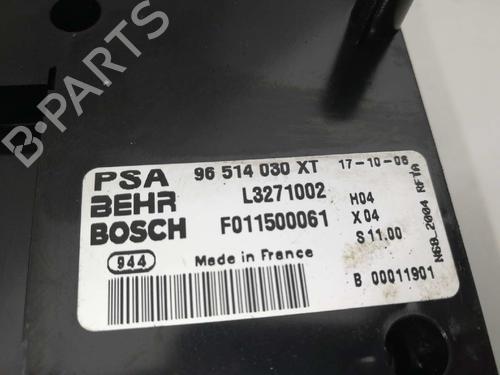 PSA 96 514 030 XT 17-10-06
BEHR L3271002 H04
BOSCH F011500061 X04
S 11.00
944 Made in France
B 00011901
N68_2004 RFTA
B-PARTS